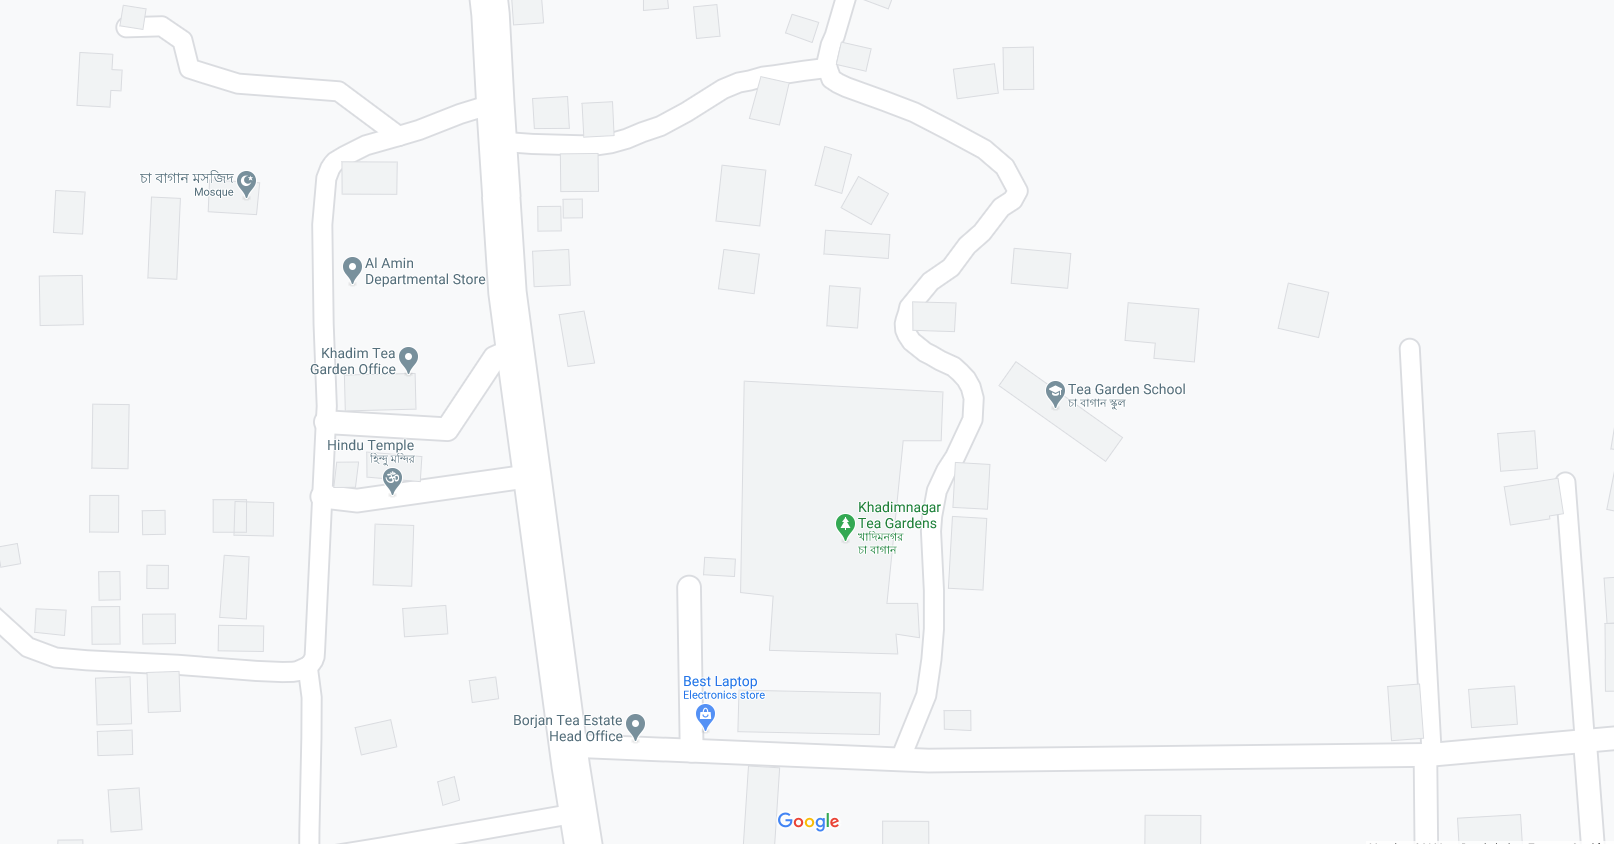 চা বাগান মসজিদ
Mosque
Al Amin
Departmental Store
Khadim Tea
Garden Office
Tea Garden School
চা বাগান স্কুল
Hindu Temple
হিন্দু মন্দির
Khadimnagar
Tea Gardens
খাদিমনগর
চা বাগান
Best Laptop
Electronics store
Borjan Tea Estate
Head Office
Google